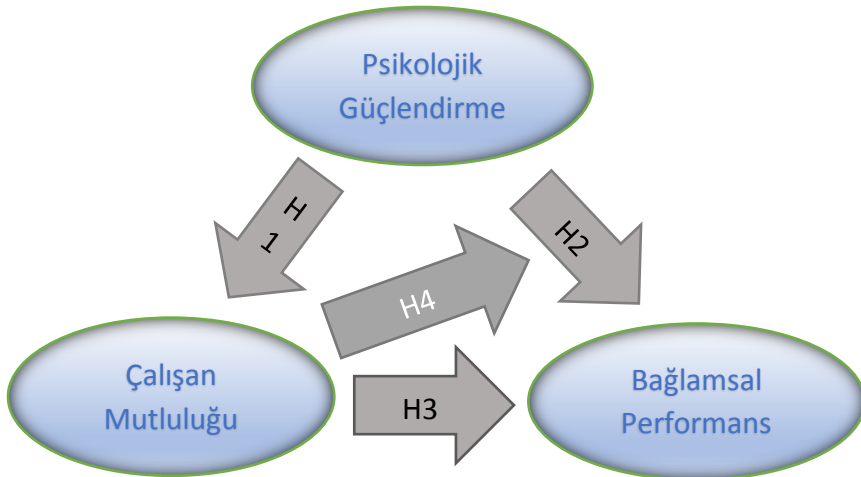 Psikolojik
Güçlendirme
H
1
H2
H4
Çalışan
Mutluluğu
H3
Bağlamsal
Performans